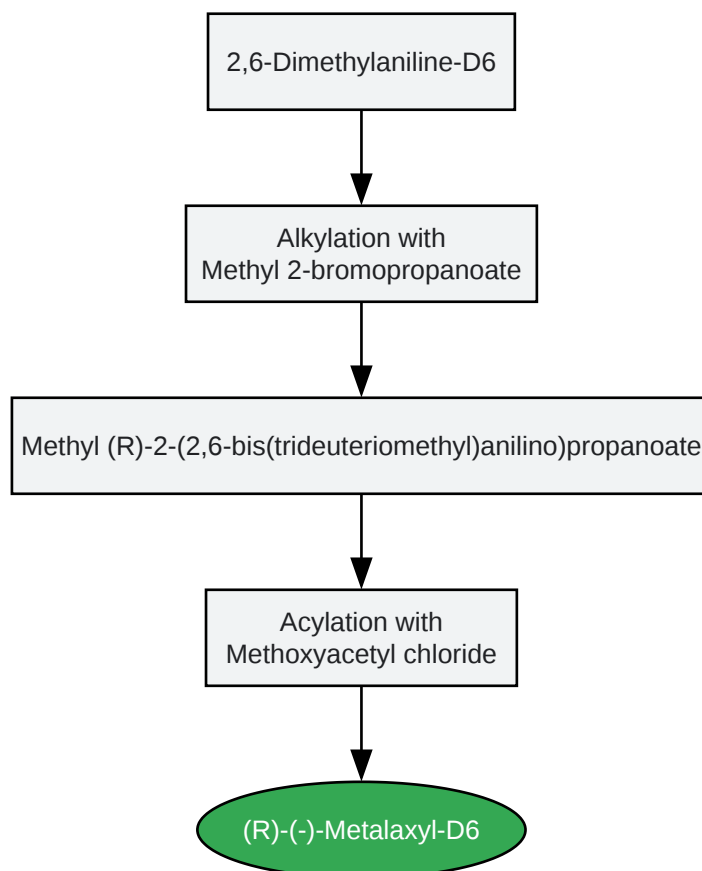 2,6-Dimethylaniline-D6
Alkylation with
Methyl 2-bromopropanoate
Methyl (R)-2-(2,6-bis(trideuteriomethyl)anilino)propanoate
Acylation with
Methoxyacetyl chloride
(R)-(-)-Metalaxyl-D6